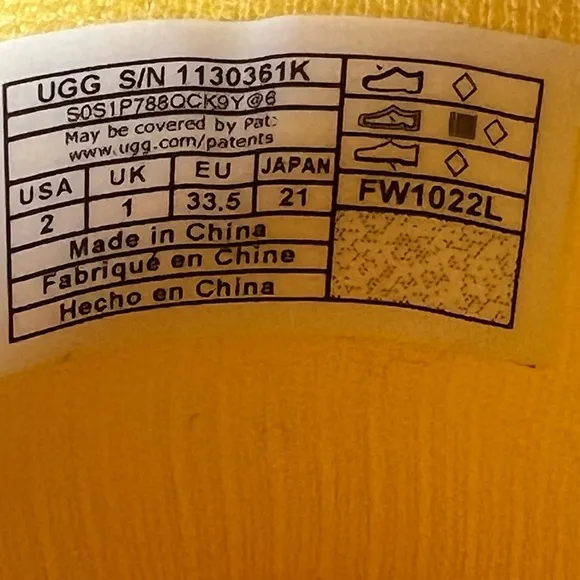 UGG S/N 1130361K
S0S1P788QCK9Y@6
May be covered by Pat:
www.ugg.com/patents
USA UK EU JAPAN
2 1 33.5 21
Made in China
Fabriqué en Chine
Hecho en China
FW1022L